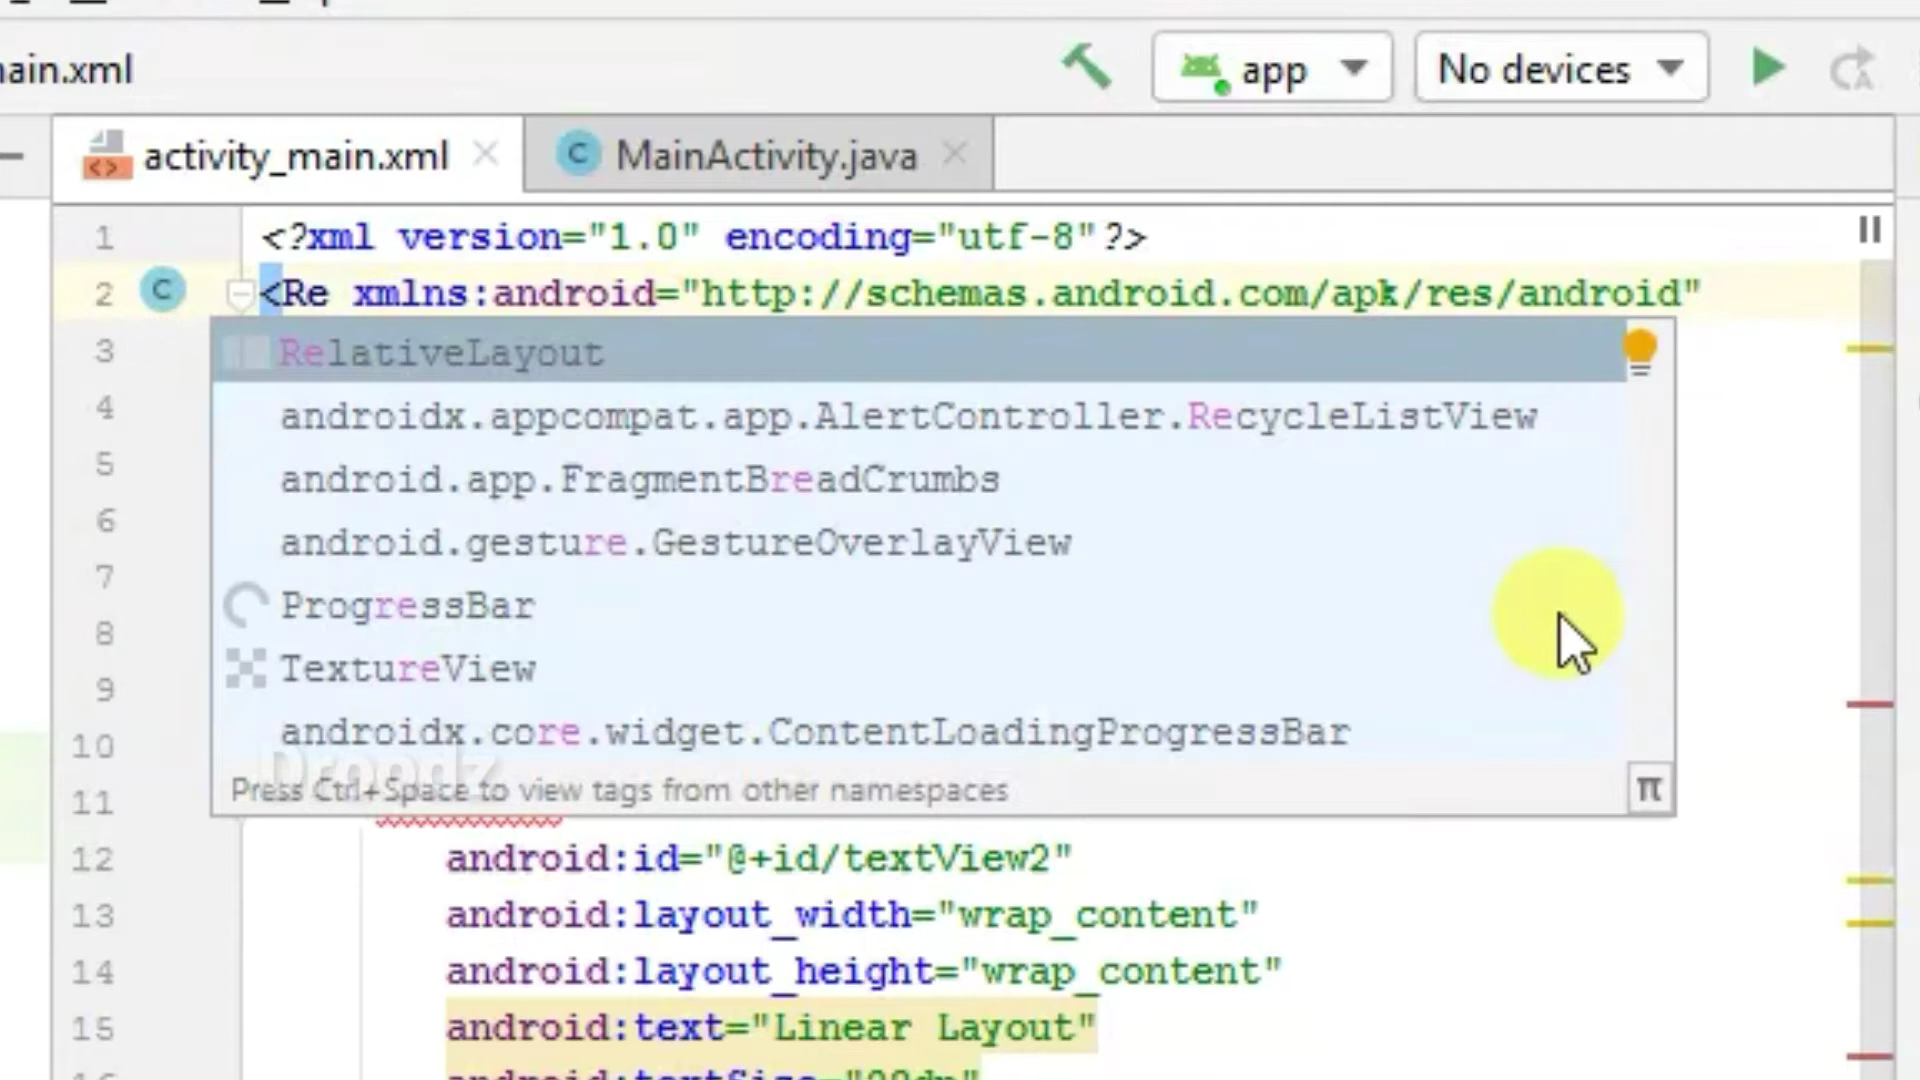 ain.xml
app
No devices
activity_main.xml
MainActivity.java
1 <?xml version="1.0" encoding="utf-8"?>
2 <Re xmlns:android="http://schemas.android.com/apk/res/android"
3 RelativeLayout
4 androidx.appcompat.app.AlertController.RecycleListView
5 android.app.FragmentBreadCrumbs
6 android.gesture.GestureOverlayView
7 ProgressBar
8 TextureView
9
10 androidx.core.widget.ContentLoadingProgressBar
11 Press Ctrl+Space to view tags from other namespaces
π
12 android:id="@+id/textView2"
13 android:layout_width="wrap_content"
14 android:layout_height="wrap_content"
15 android:text="Linear Layout"